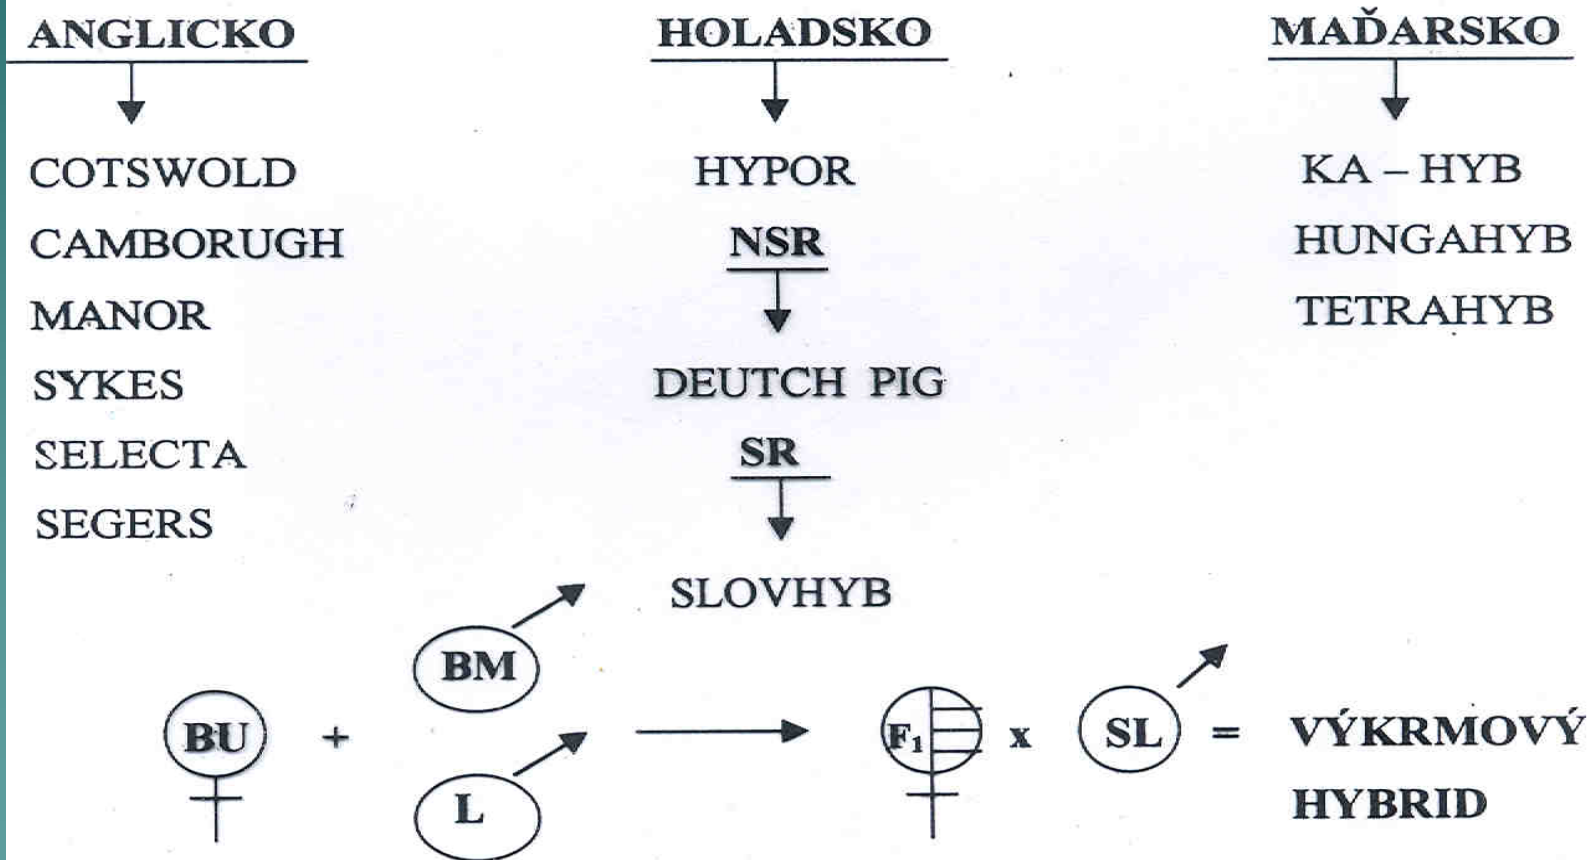 ANGLICKO
COTSWOLD
CAMBORUGH
MANOR
SYKES
SELECTA
SEGERS
HOLADSKO
HYPOR
NSR
DEUTCH PIG
SR
SLOVHYB
MAĎARSKO
KA – HYB
HUNGAHYB
TETRAHYB
BM
BU + L F₁ x SL = VÝKRMOVÝ
HYBRID